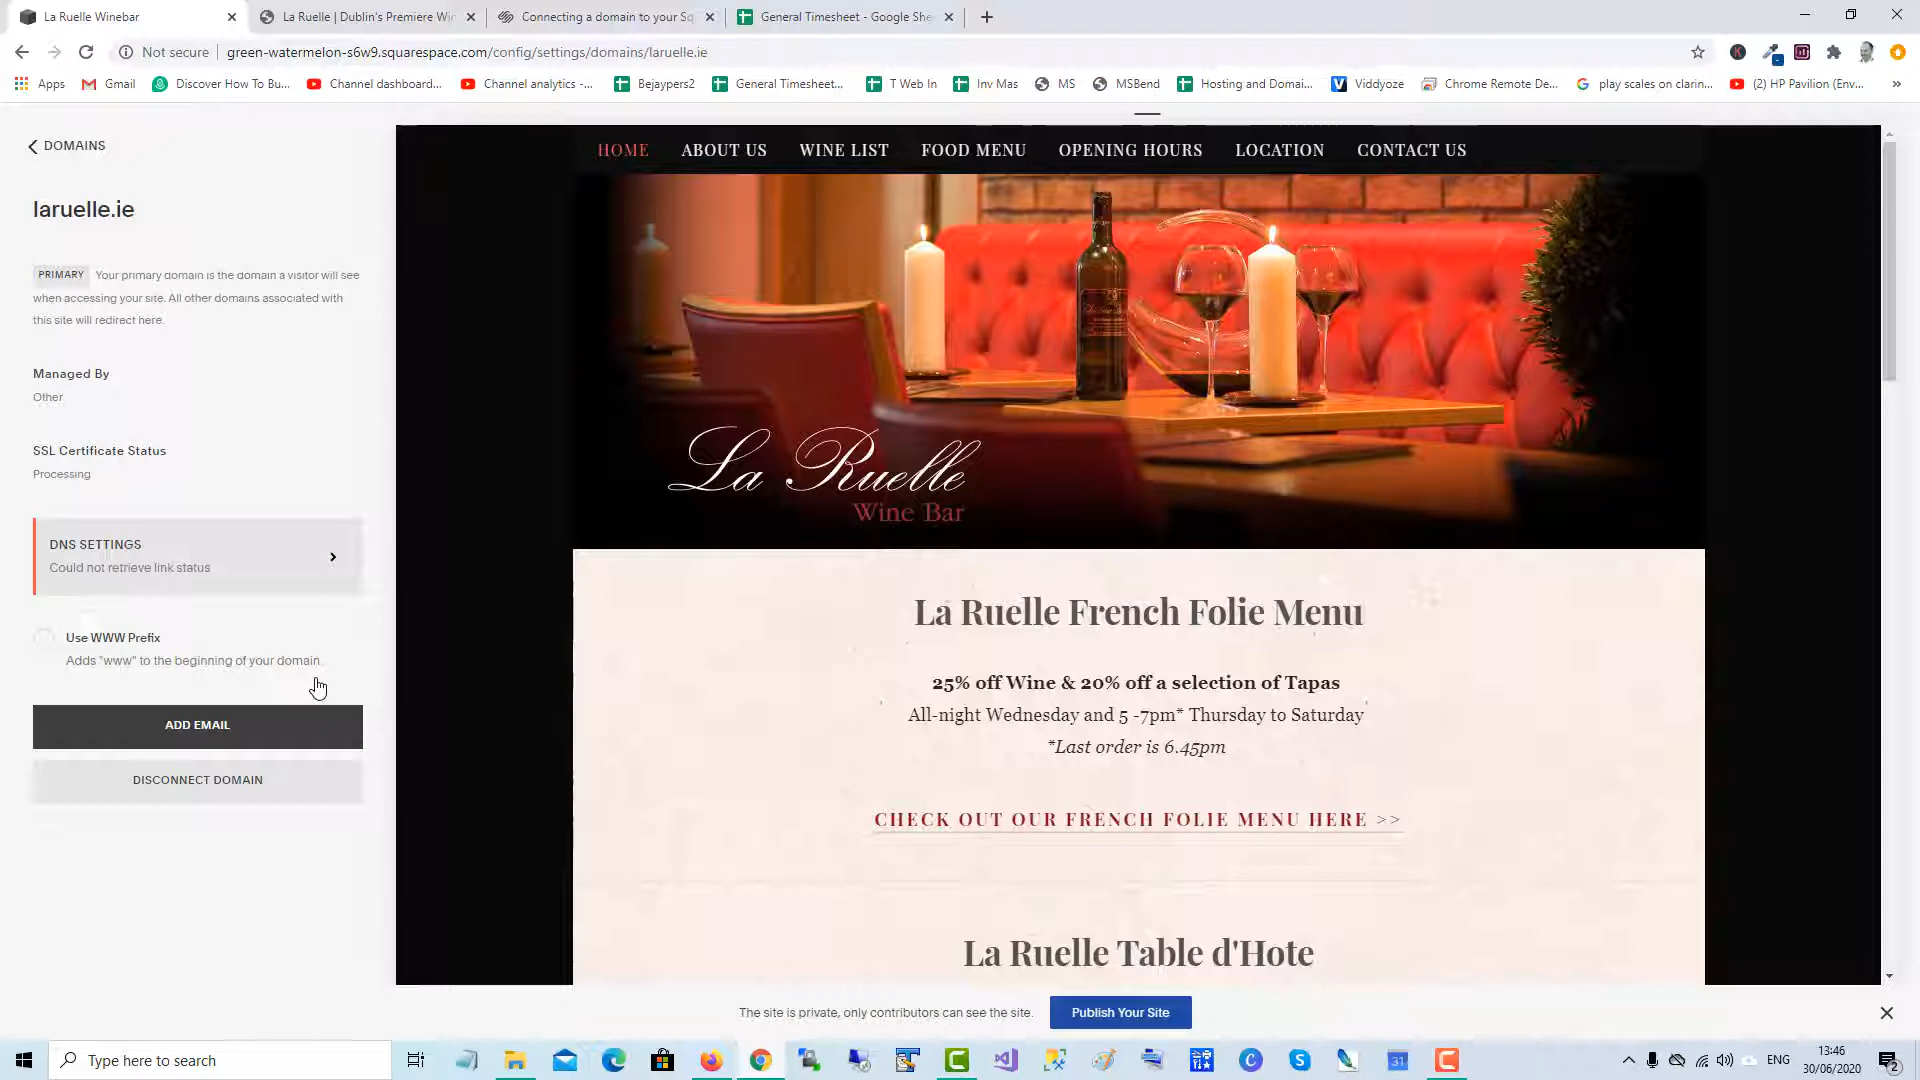 La Ruelle Winebar
La Ruelle | Dublin's Premiere Win
Connecting a domain to your Sq
General Timesheet - Google She
Not secure
green-watermelon-s6w9.squarespace.com/config/settings/domains/laruelle.ie
Apps
Gmail
Discover How To Bu...
Channel dashboard...
Channel analytics -...
Bejaypers2
General Timesheet...
T Web In
Inv Mas
MS
MSBend
Hosting and Domai...
Viddyoze
Chrome Remote De...
play scales on clarin...
(2) HP Pavilion (Env...
»
DOMAINS
laruelle.ie
PRIMARY Your primary domain is the domain a visitor will see
when accessing your site. All other domains associated with
this site will redirect here.
Managed By
Other
SSL Certificate Status
Processing
DNS SETTINGS
Could not retrieve link status
Use WWW Prefix
Adds "www" to the beginning of your domain.
ADD EMAIL
DISCONNECT DOMAIN
HOME
ABOUT US
WINE LIST
FOOD MENU
OPENING HOURS
LOCATION
CONTACT US
La Ruelle
Wine Bar
La Ruelle French Folie Menu
25% off Wine & 20% off a selection of Tapas
All-night Wednesday and 5 -7pm* Thursday to Saturday
*Last order is 6.45pm
CHECK OUT OUR FRENCH FOLIE MENU HERE >>
La Ruelle Table d'Hote
The site is private, only contributors can see the site.
Publish Your Site
Type here to search
31
ENG
13:46
30/06/2020
2